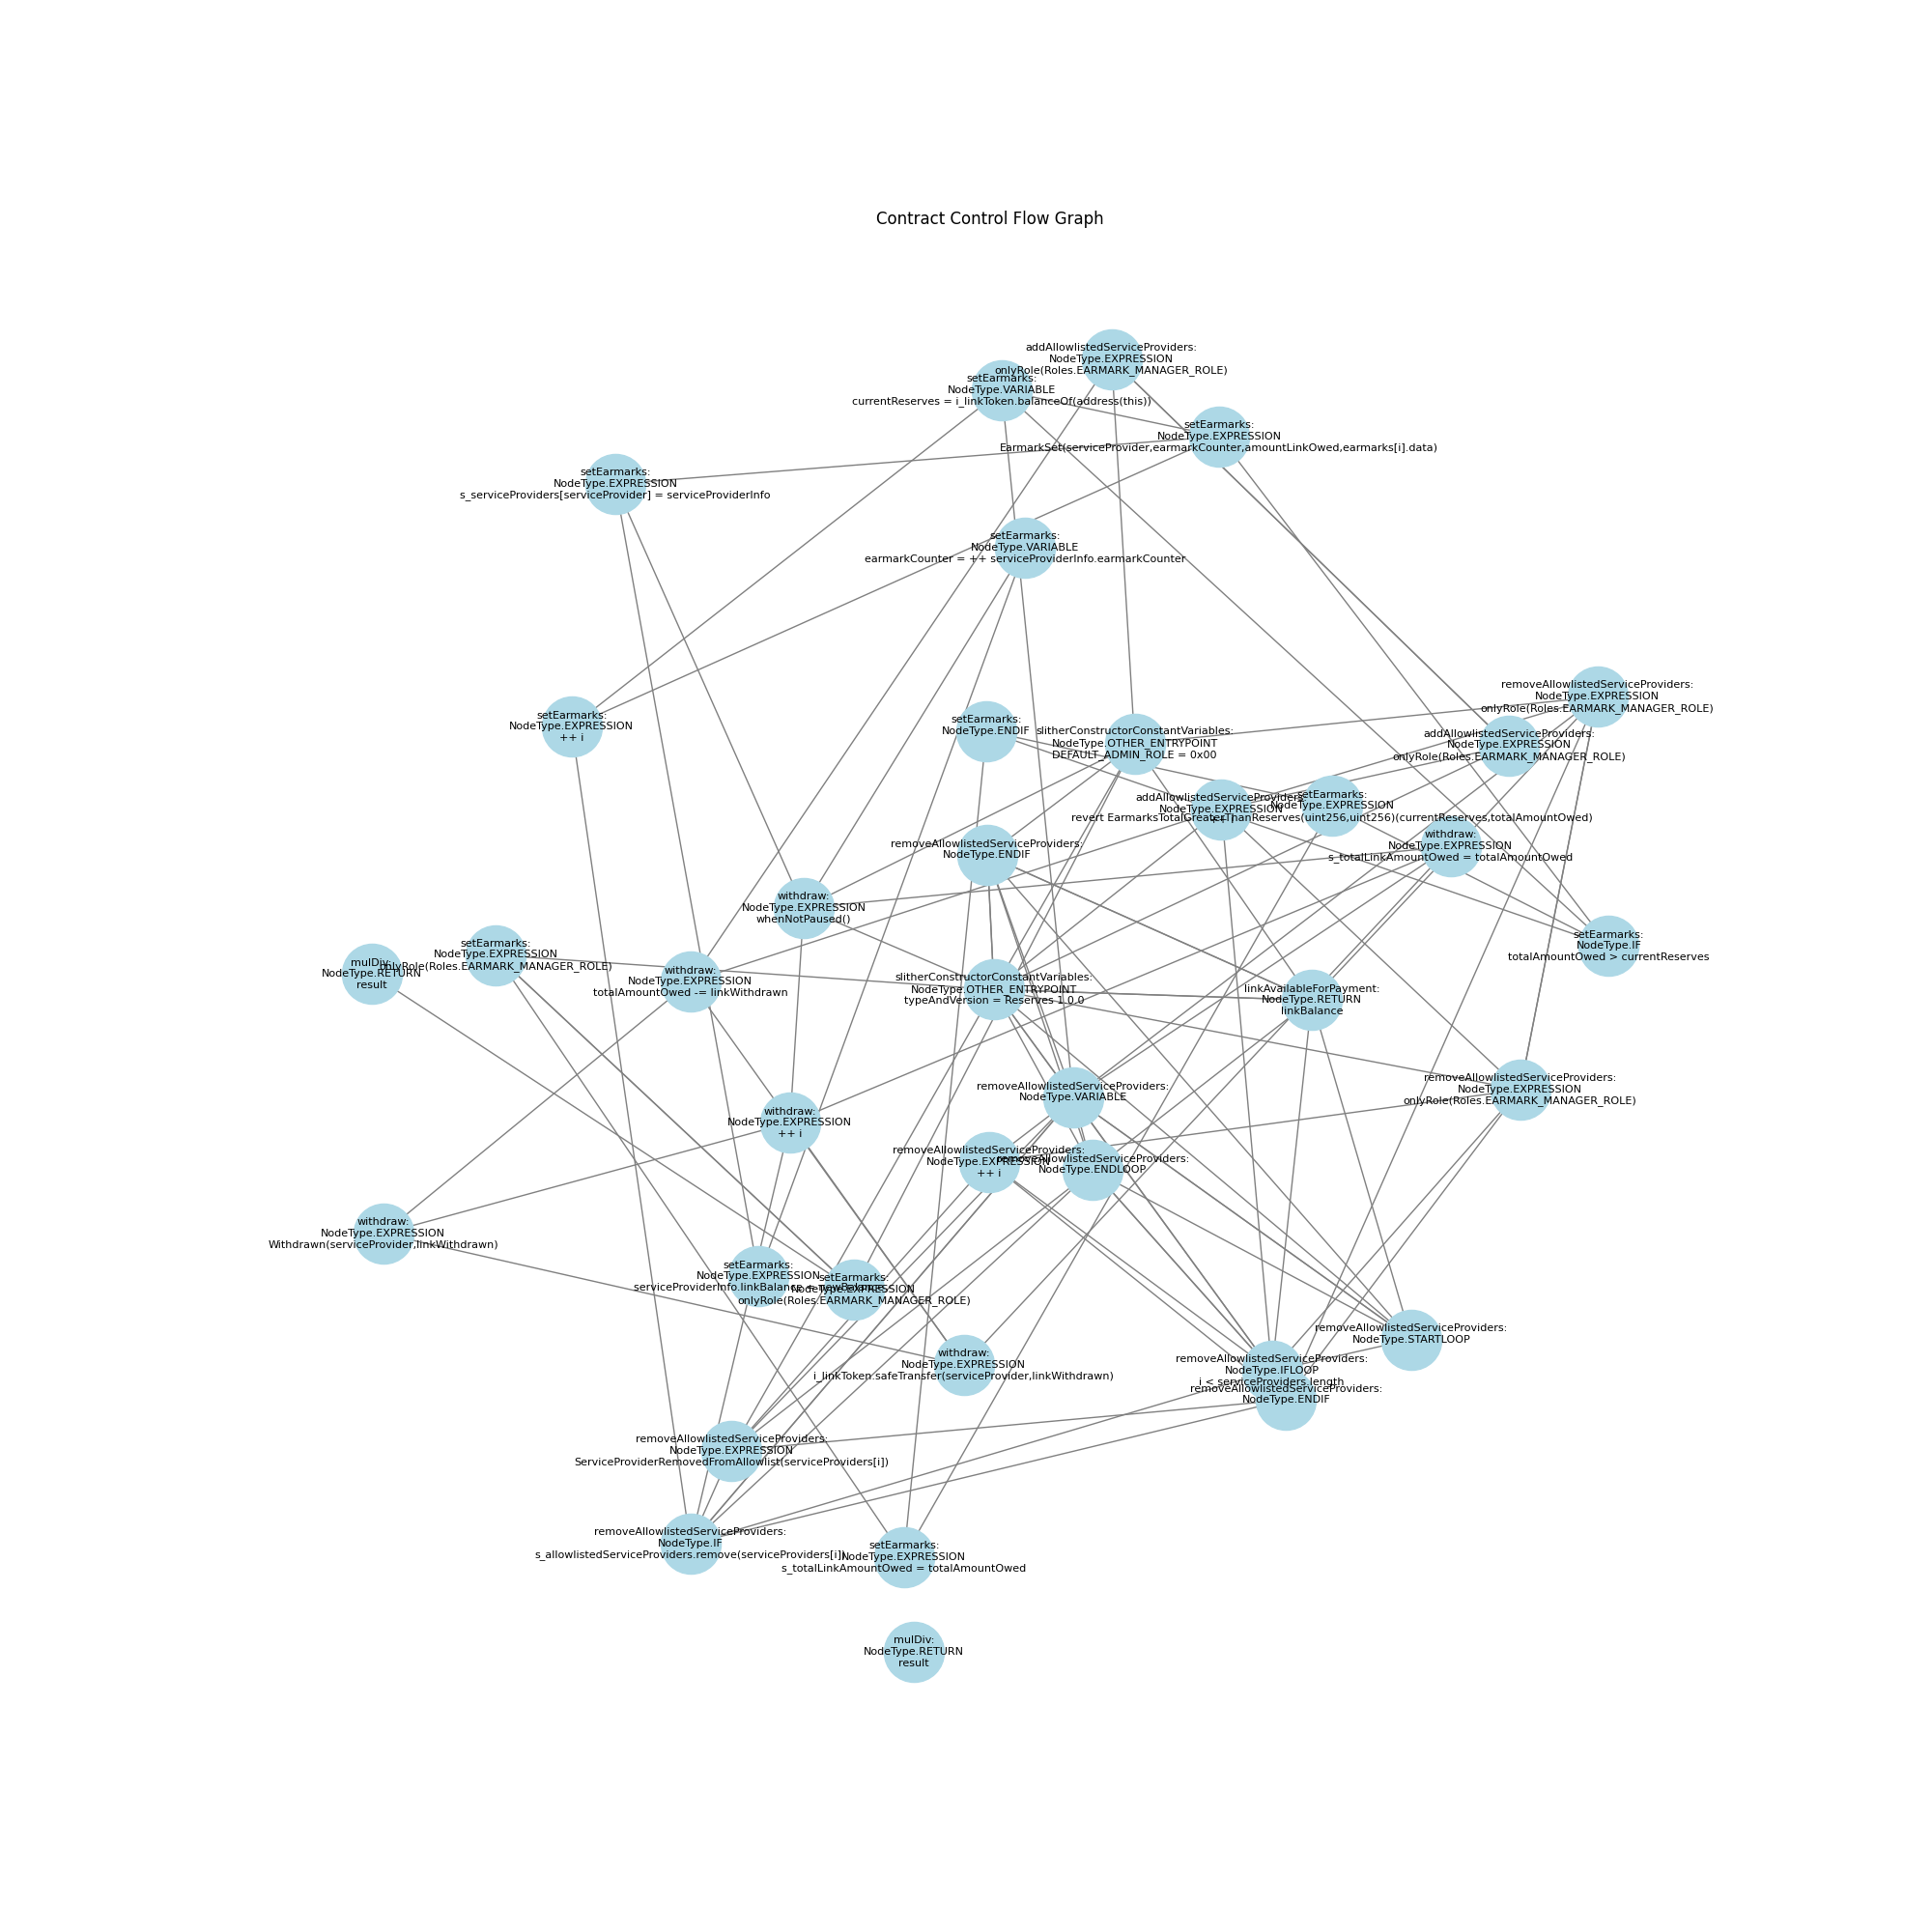 Contract Control Flow Graph
addAllowlistedServiceProviders:
NodeType.EXPRESSION
onlyRole(Roles.EARMARK_MANAGER_ROLE)
setEarmarks:
NodeType.VARIABLE
currentReserves = i_linkToken.balanceOf(address(this))
setEarmarks:
NodeType.EXPRESSION
EarmarkSet(serviceProvider,earmarkCounter,amountLinkOwed,earmarks[i].data)
setEarmarks:
NodeType.EXPRESSION
s_serviceProviders[serviceProvider] = serviceProviderInfo
setEarmarks:
NodeType.VARIABLE
earmarkCounter = ++ serviceProviderInfo.earmarkCounter
removeAllowlistedServiceProviders:
NodeType.EXPRESSION
onlyRole(Roles.EARMARK_MANAGER_ROLE)
setEarmarks:
NodeType.EXPRESSION
++ i
setEarmarks:
NodeType.ENDIF
slitherConstructorConstantVariables:
NodeType.OTHER_ENTRYPOINT
DEFAULT_ADMIN_ROLE = 0x00
addAllowlistedServiceProviders:
NodeType.EXPRESSION
onlyRole(Roles.EARMARK_MANAGER_ROLE)
addAllowlistedServiceProviders:
NodeType.EXPRESSION
setEarmarks:
NodeType.EXPRESSION
revert EarmarksTotalGreaterThanReserves(uint256,uint256)(currentReserves,totalAmountOwed)
withdraw:
NodeType.EXPRESSION
s_totalLinkAmountOwed = totalAmountOwed
removeAllowlistedServiceProviders:
NodeType.ENDIF
withdraw:
NodeType.EXPRESSION
whenNotPaused()
setEarmarks:
NodeType.IF
totalAmountOwed > currentReserves
setEarmarks:
NodeType.EXPRESSION
onlyRole(Roles.EARMARK_MANAGER_ROLE)
mulDiv:
NodeType.RETURN
result
withdraw:
NodeType.EXPRESSION
totalAmountOwed -= linkWithdrawn
slitherConstructorConstantVariables:
NodeType.OTHER_ENTRYPOINT
typeAndVersion = Reserves 1.0.0
linkAvailableForPayment:
NodeType.RETURN
linkBalance
removeAllowlistedServiceProviders:
NodeType.VARIABLE
removeAllowlistedServiceProviders:
NodeType.EXPRESSION
onlyRole(Roles.EARMARK_MANAGER_ROLE)
withdraw:
NodeType.EXPRESSION
++ i
removeAllowlistedServiceProviders:
NodeType.EXPRESSION
++ i
removeAllowlistedServiceProviders:
NodeType.ENDLOOP
withdraw:
NodeType.EXPRESSION
Withdrawn(serviceProvider,linkWithdrawn)
setEarmarks:
NodeType.EXPRESSION
serviceProviderInfo.linkBalance = newBalance
setEarmarks:
NodeType.EXPRESSION
onlyRole(Roles.EARMARK_MANAGER_ROLE)
removeAllowlistedServiceProviders:
NodeType.STARTLOOP
withdraw:
NodeType.EXPRESSION
i_linkToken.safeTransfer(serviceProvider,linkWithdrawn)
removeAllowlistedServiceProviders:
NodeType.IFLOOP
i < serviceProviders.length
removeAllowlistedServiceProviders:
NodeType.ENDIF
removeAllowlistedServiceProviders:
NodeType.EXPRESSION
ServiceProviderRemovedFromAllowlist(serviceProviders[i])
removeAllowlistedServiceProviders:
NodeType.IF
s_allowlistedServiceProviders.remove(serviceProviders[i])
setEarmarks:
NodeType.EXPRESSION
s_totalLinkAmountOwed = totalAmountOwed
mulDiv:
NodeType.RETURN
result